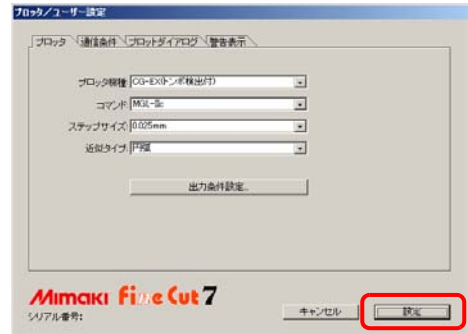 プロッタ／ユーザー設定
プロッタ 通信条件 プロットダイアログ 警告表示
プロッタ機種: CG-EX(トンボ検出付)
コマンド: MGL-IIc
ステップサイズ: 0.025mm
近似タイプ: 円弧
出力条件設定...
Mimaki Fine Cut 7
シリアル番号:
キャンセル 設定